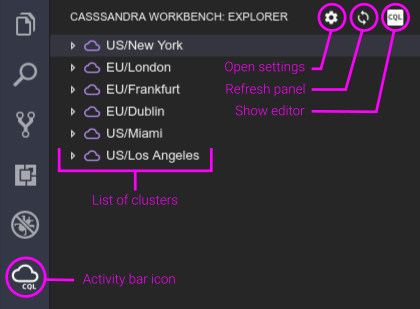 CASSSANDRA WORKBENCH: EXPLORER
CQL
US/New York
EU/London
Open settings
EU/Frankfurt
Refresh panel
EU/Dublin
Show editor
US/Miami
US/Los Angeles
List of clusters
Activity bar icon
CQL